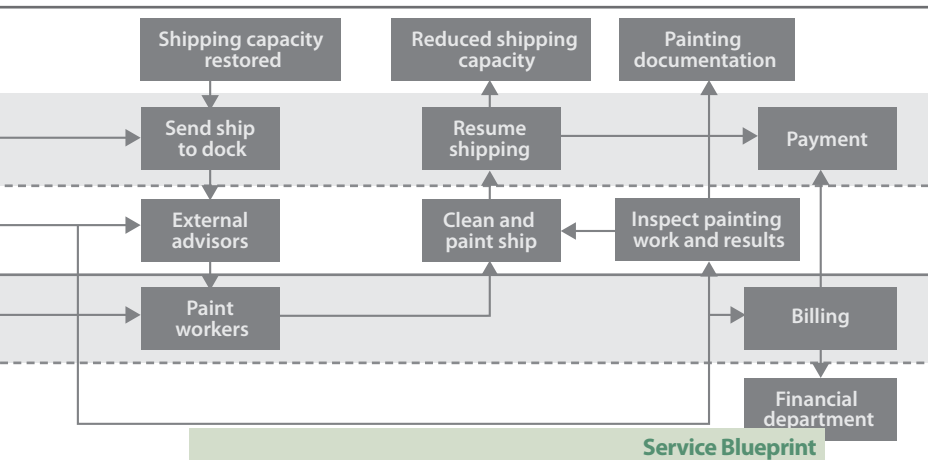 Shipping capacity
restored
Reduced shipping
capacity
Painting
documentation
Send ship
to dock
Resume
shipping
Payment
External
advisors
Clean and
paint ship
Inspect painting
work and results
Paint
workers
Billing
Financial
department
Service Blueprint